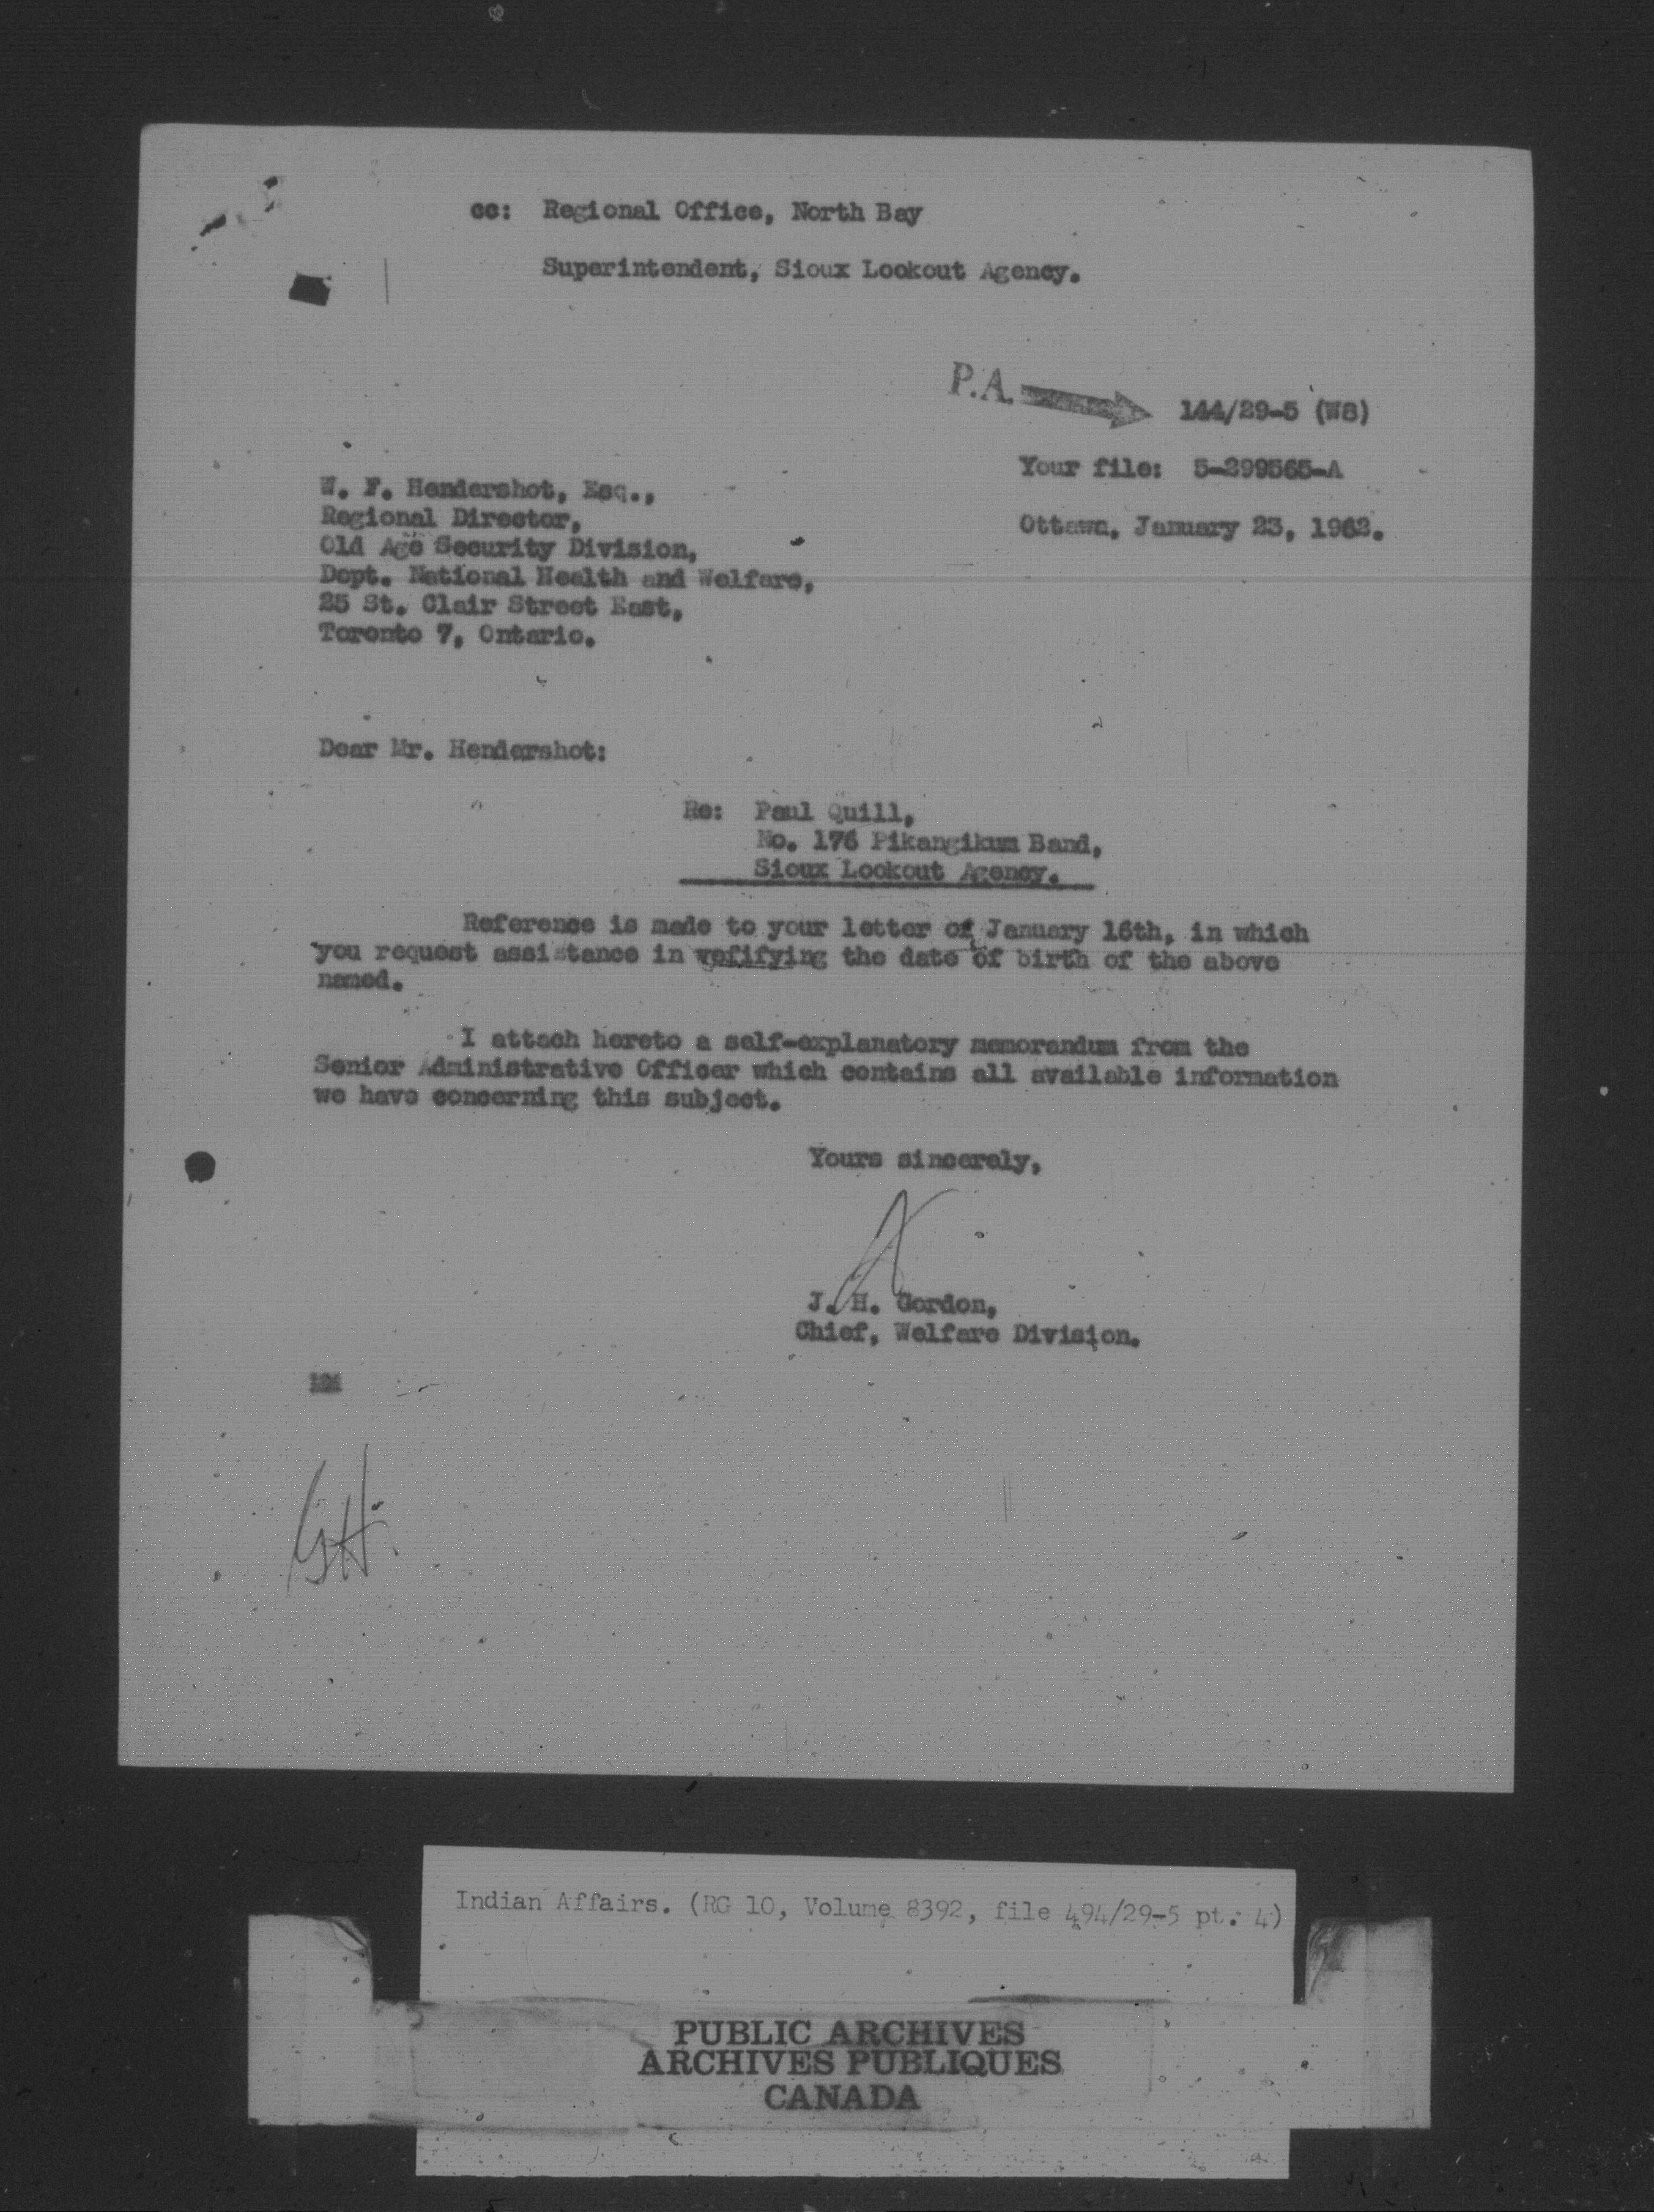 cc: Regional Office, North Bay
Superintendent, Sioux Lookout Agency.
P.A.
144/29-5 (W8)
Your file: 5-299565-A
Ottawa, January 23, 1962.
W. F. Hendershot, Esq.,
Regional Director,
Old Age Security Division,
Dept. National Health and Welfare,
25 St. Clair Street East,
Toronto 7, Ontario.
Dear Mr. Hendershot:
Re: Paul Quill,
No. 176 Pikangikum Band,
Sioux Lookout Agency.
Reference is made to your letter of January 16th, in which
you request assistance in vefifying the date of birth of the above
named.
I attach hereto a self-explanatory memorandum from the
Senior Administrative Officer which contains all available information
we have concerning this subject.
Yours sincerely,
J. H. Gordon,
Chief, Welfare Division.
GH.
Indian Affairs. (RG 10, Volume 8392, file 494/29-5 pt. 4)
PUBLIC ARCHIVES
ARCHIVES PUBLIQUES
CANADA